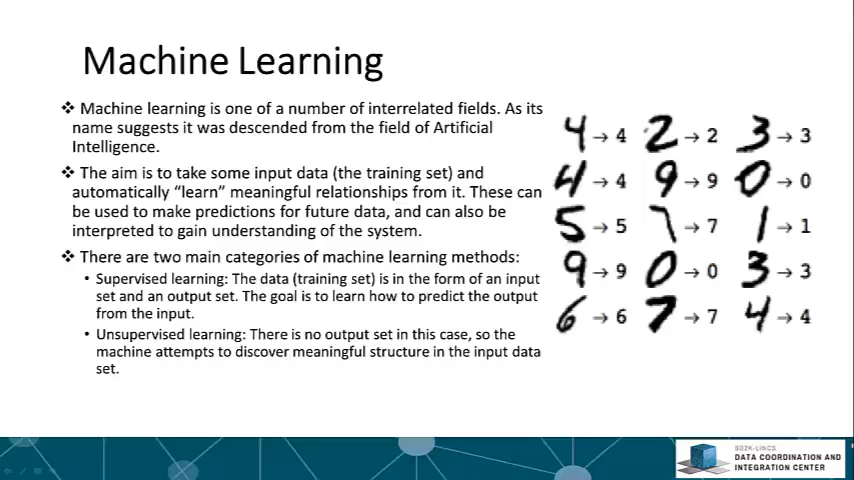 Machine Learning
❖ Machine learning is one of a number of interrelated fields. As its
name suggests it was descended from the field of Artificial
Intelligence.
❖ The aim is to take some input data (the training set) and
automatically “learn” meaningful relationships from it. These can
be used to make predictions for future data, and can also be
interpreted to gain understanding of the system.
❖ There are two main categories of machine learning methods:
• Supervised learning: The data (training set) is in the form of an input
set and an output set. The goal is to learn how to predict the output
from the input.
• Unsupervised learning: There is no output set in this case, so the
machine attempts to discover meaningful structure in the input data
set.
4 → 4 2 → 2 3 → 3
4 → 4 9 → 9 0 → 0
5 → 5 7 → 7 1 → 1
9 → 9 0 → 0 3 → 3
6 → 6 7 → 7 4 → 4
BD2K-LINCS
DATA COORDINATION AND
INTEGRATION CENTER